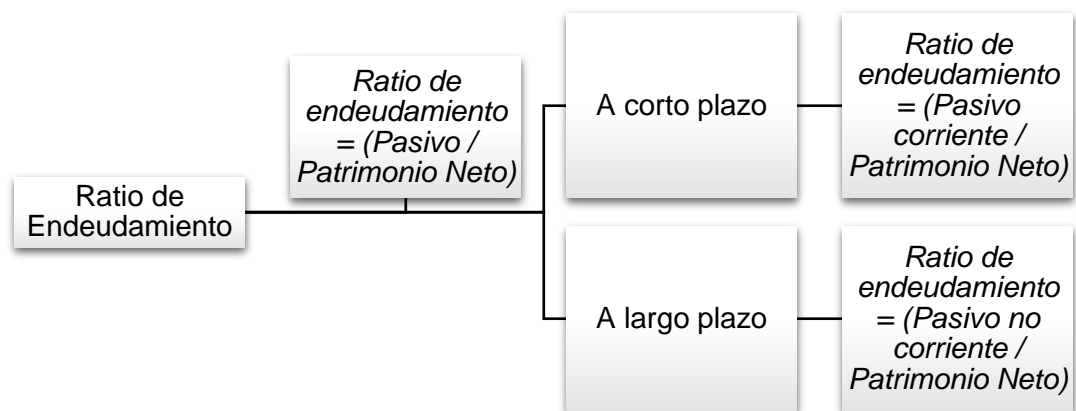 Ratio de
Endeudamiento
Ratio de
endeudamiento
= (Pasivo /
Patrimonio Neto)
A corto plazo
Ratio de
endeudamiento
= (Pasivo
corriente /
Patrimonio Neto)
A largo plazo
Ratio de
endeudamiento
= (Pasivo no
corriente /
Patrimonio Neto)